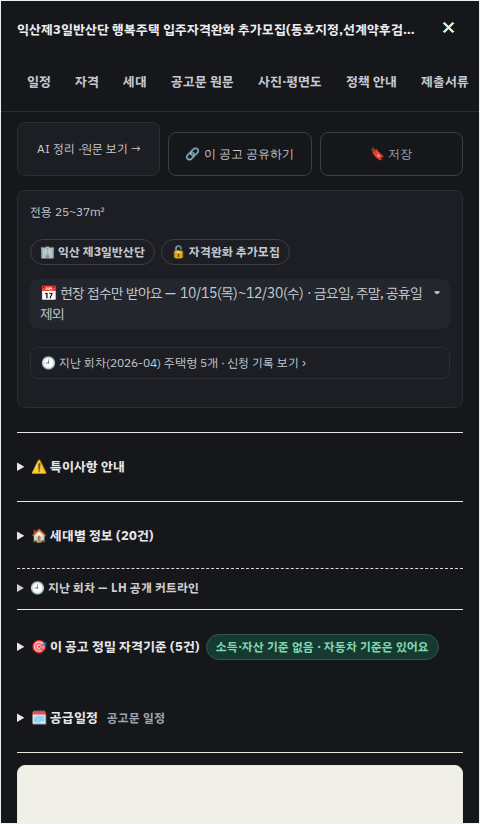 익산제3일반산단 행복주택 입주자격완화 추가모집(동호지정,선계약후검...
✕
일정 자격 세대 공고문 원문 사진·평면도 정책 안내 제출서류
AI 정리 ·원문 보기 →
🔗 이 공고 공유하기
🔖 저장
전용 25~37m²
🏢 익산 제3일반산단
🔓 자격완화 추가모집
📅 현장 접수만 받아요 — 10/15(목)~12/30(수) · 금요일, 주말, 공휴일
제외
🕘 지난 회차(2026-04) 주택형 5개 · 신청 기록 보기 ›
▶ ⚠️ 특이사항 안내
▶ 🏠 세대별 정보 (20건)
▶ 🕘 지난 회차 — LH 공개 커트라인
▶ 🎯 이 공고 정밀 자격기준 (5건) 소득·자산 기준 없음 · 자동차 기준은 있어요
▶ 🗓️ 공급일정 공고문 일정